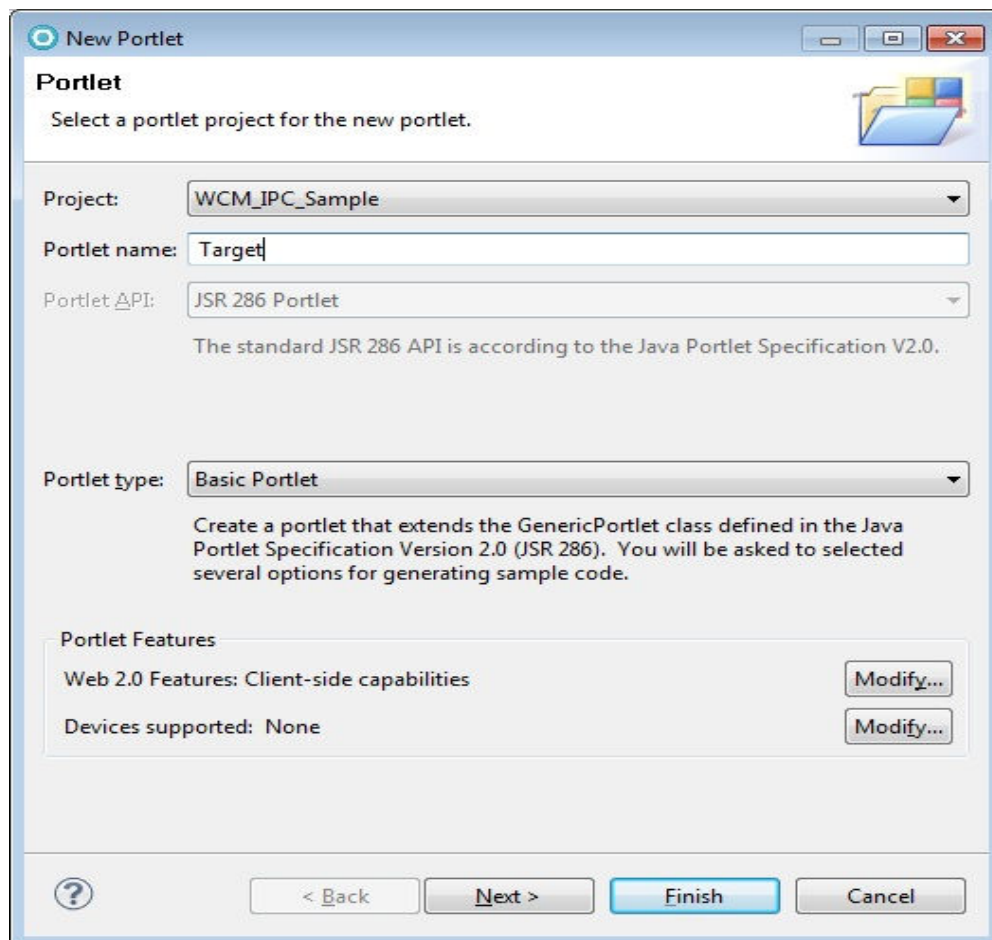 New Portlet
Portlet
Select a portlet project for the new portlet.
Project: WCM_IPC_Sample
Portlet name: Target
Portlet API: JSR 286 Portlet
The standard JSR 286 API is according to the Java Portlet Specification V2.0.
Portlet type: Basic Portlet
Create a portlet that extends the GenericPortlet class defined in the Java
Portlet Specification Version 2.0 (JSR 286). You will be asked to selected
several options for generating sample code.
Portlet Features
Web 2.0 Features: Client-side capabilities Modify...
Devices supported: None Modify...
? < Back Next > Finish Cancel